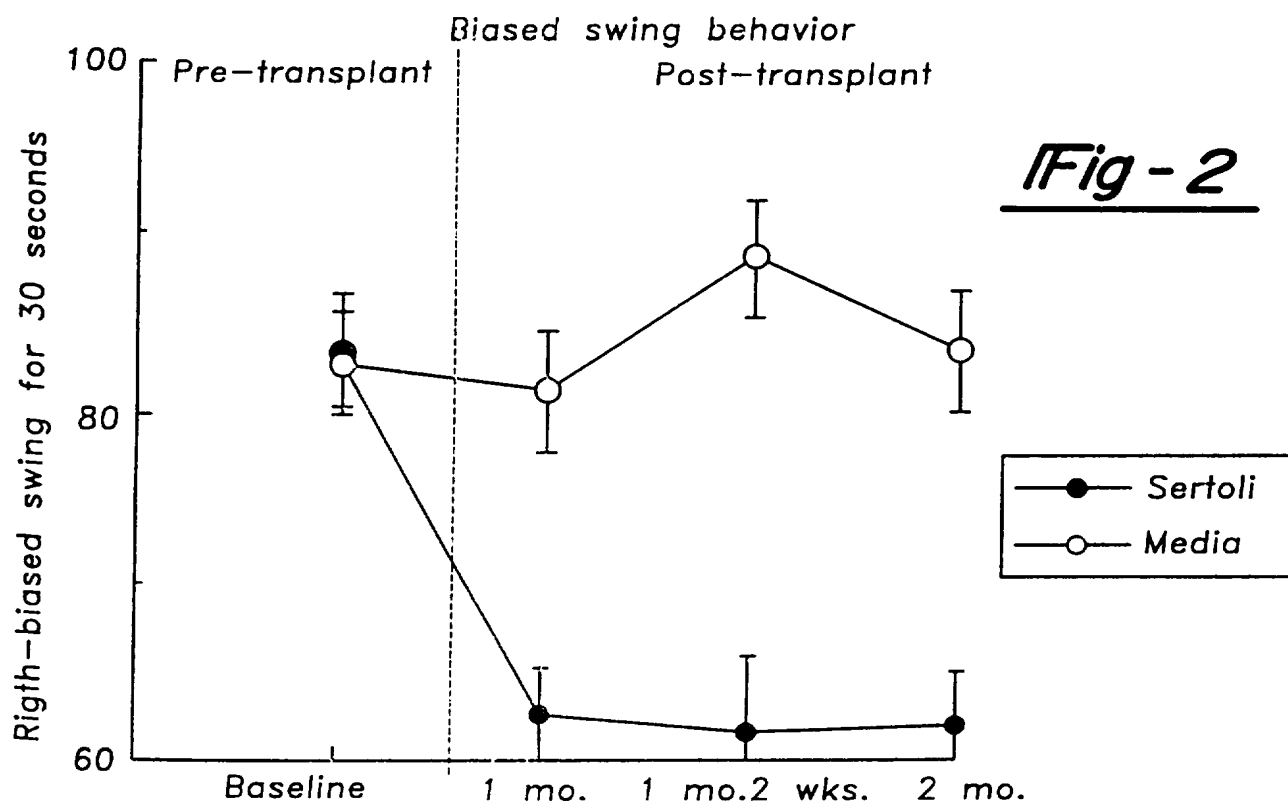 Biased swing behavior
100
Pre-transplant
Post-transplant
Fig-2
Rigth-biased swing for 30 seconds
80
Sertoli
Media
60
Baseline 1 mo. 1 mo.2 wks. 2 mo.